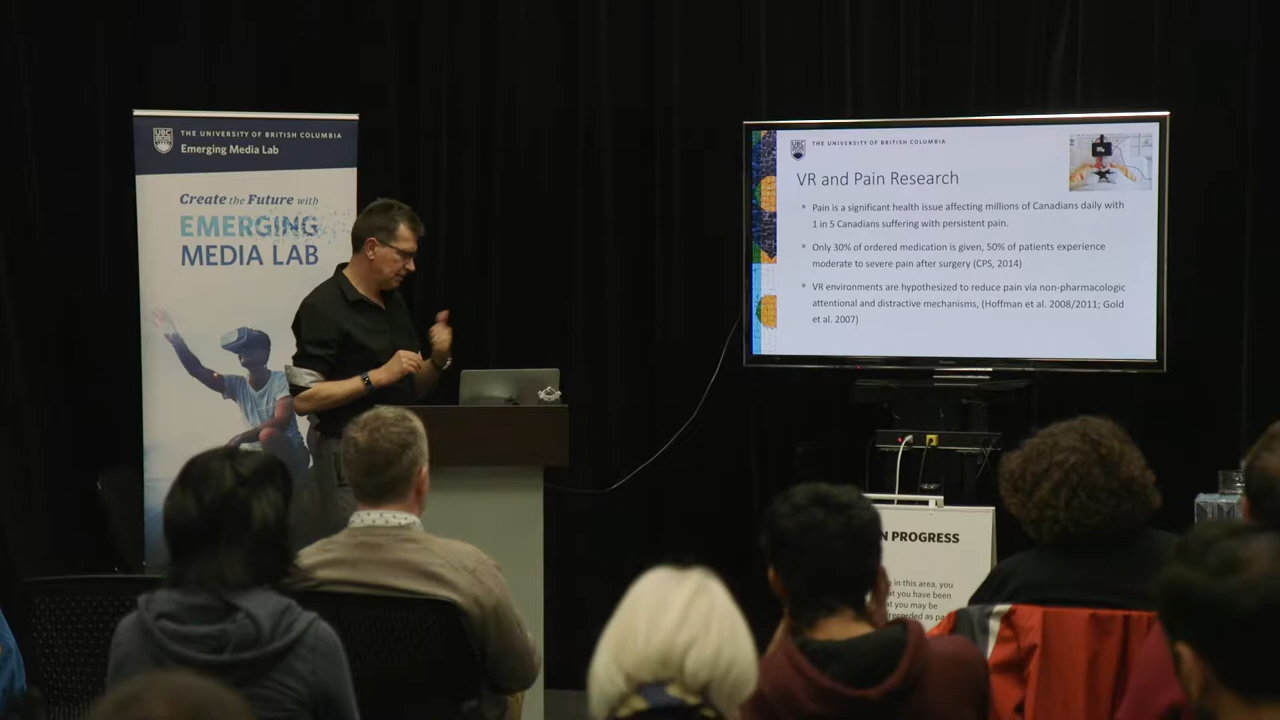 UBC
THE UNIVERSITY OF BRITISH COLUMBIA
Emerging Media Lab
Create the Future with
EMERGING
MEDIA LAB
THE UNIVERSITY OF BRITISH COLUMBIA
VR and Pain Research
Pain is a significant health issue affecting millions of Canadians daily with
1 in 5 Canadians suffering with persistent pain.
Only 30% of ordered medication is given, 50% of patients experience
moderate to severe pain after surgery (CPS, 2014)
VR environments are hypothesized to reduce pain via non-pharmacologic
attentional and distractive mechanisms, (Hoffman et al. 2008/2011; Gold
et al. 2007)
N PROGRESS
in this area, you
at you have been
at you may be
recorded as pa